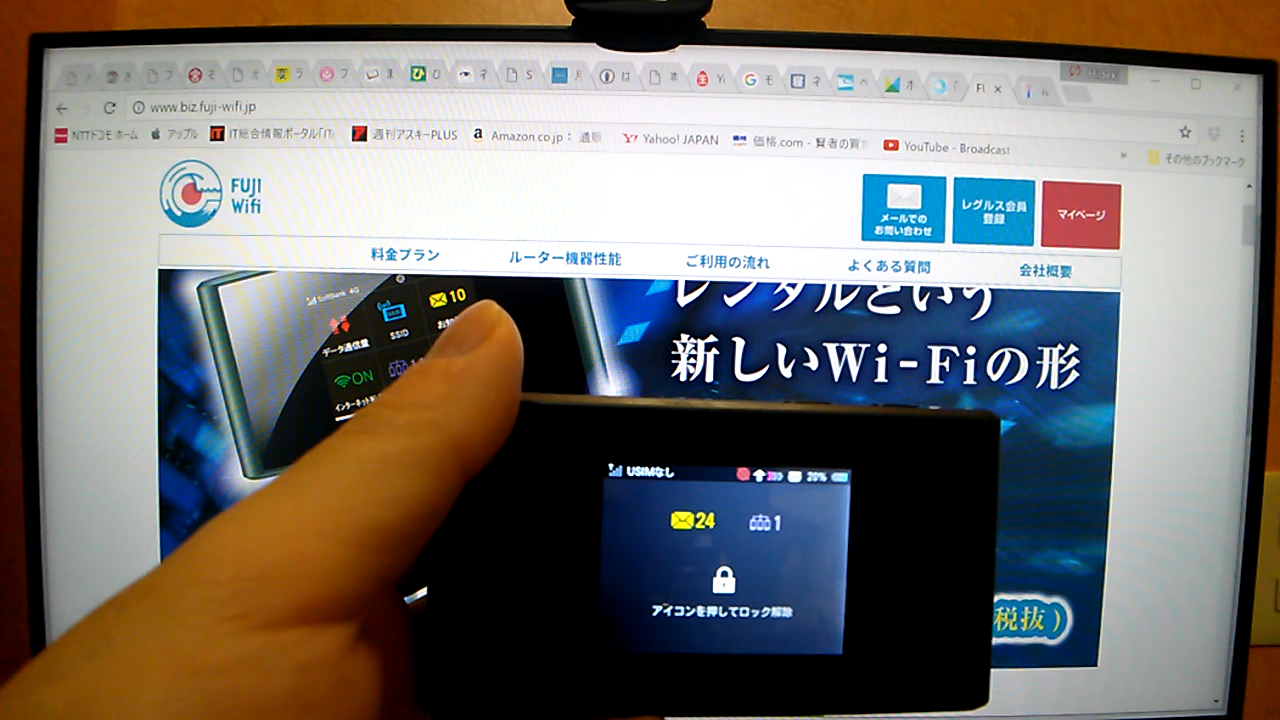 Hideki
www.biz.fuji-wifi.jp
NTTドコモ ホーム アップル IT総合情報ポータル「IT 週刊アスキーPLUS Amazon.co.jp： 通販 Yahoo! JAPAN 価格.com - 賢者の買 YouTube - Broadcast » その他のブックマーク
FUJI
Wifi
メールでの
お問い合わせ
レグルス会員
登録
マイページ
料金プラン ルーター機器性能 ご利用の流れ よくある質問 会社概要
SoftBank 4G
データ通信量 SSID 10
ON
レンタルという
新しいWi-Fiの形
税抜）
USIMなし 20%
24 1
アイコンを押してロック解除